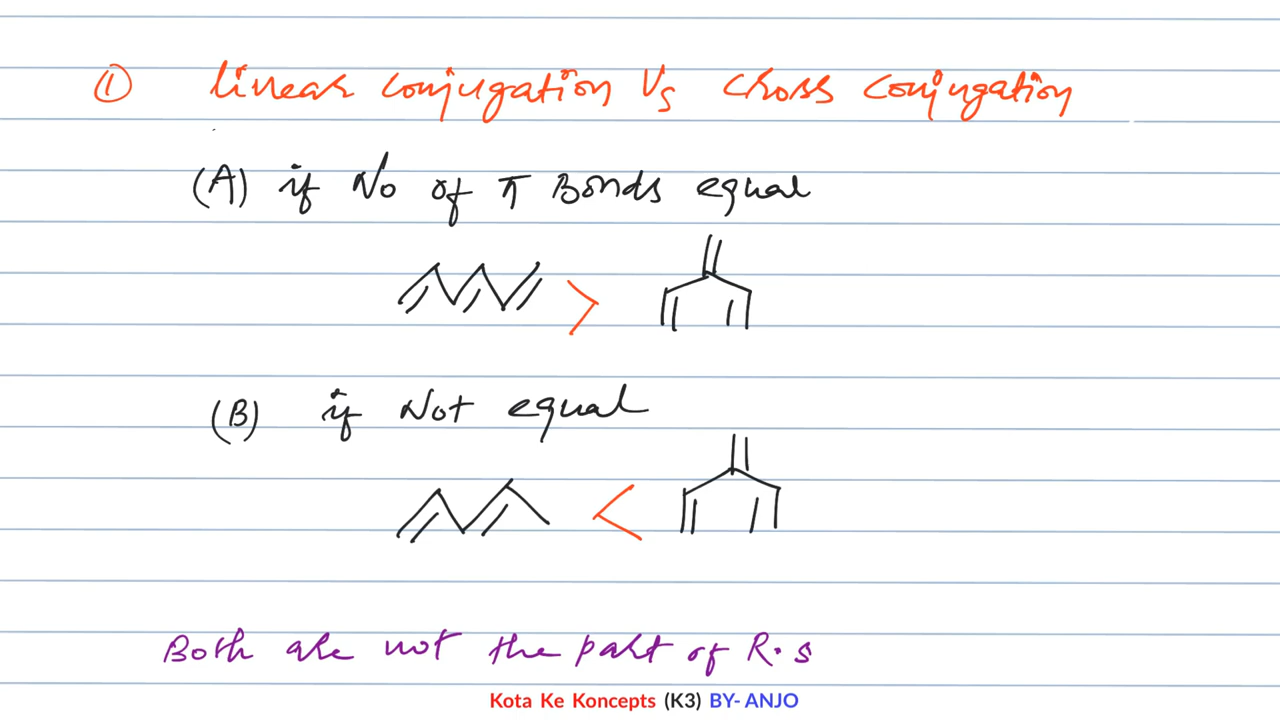 ① linear conjugation Vs cross conjugation
(A) if No of π Bonds equal
>
(B) if Not equal
<
Both are not the part of R.S
Kota Ke Koncepts (K3) BY- ANJO